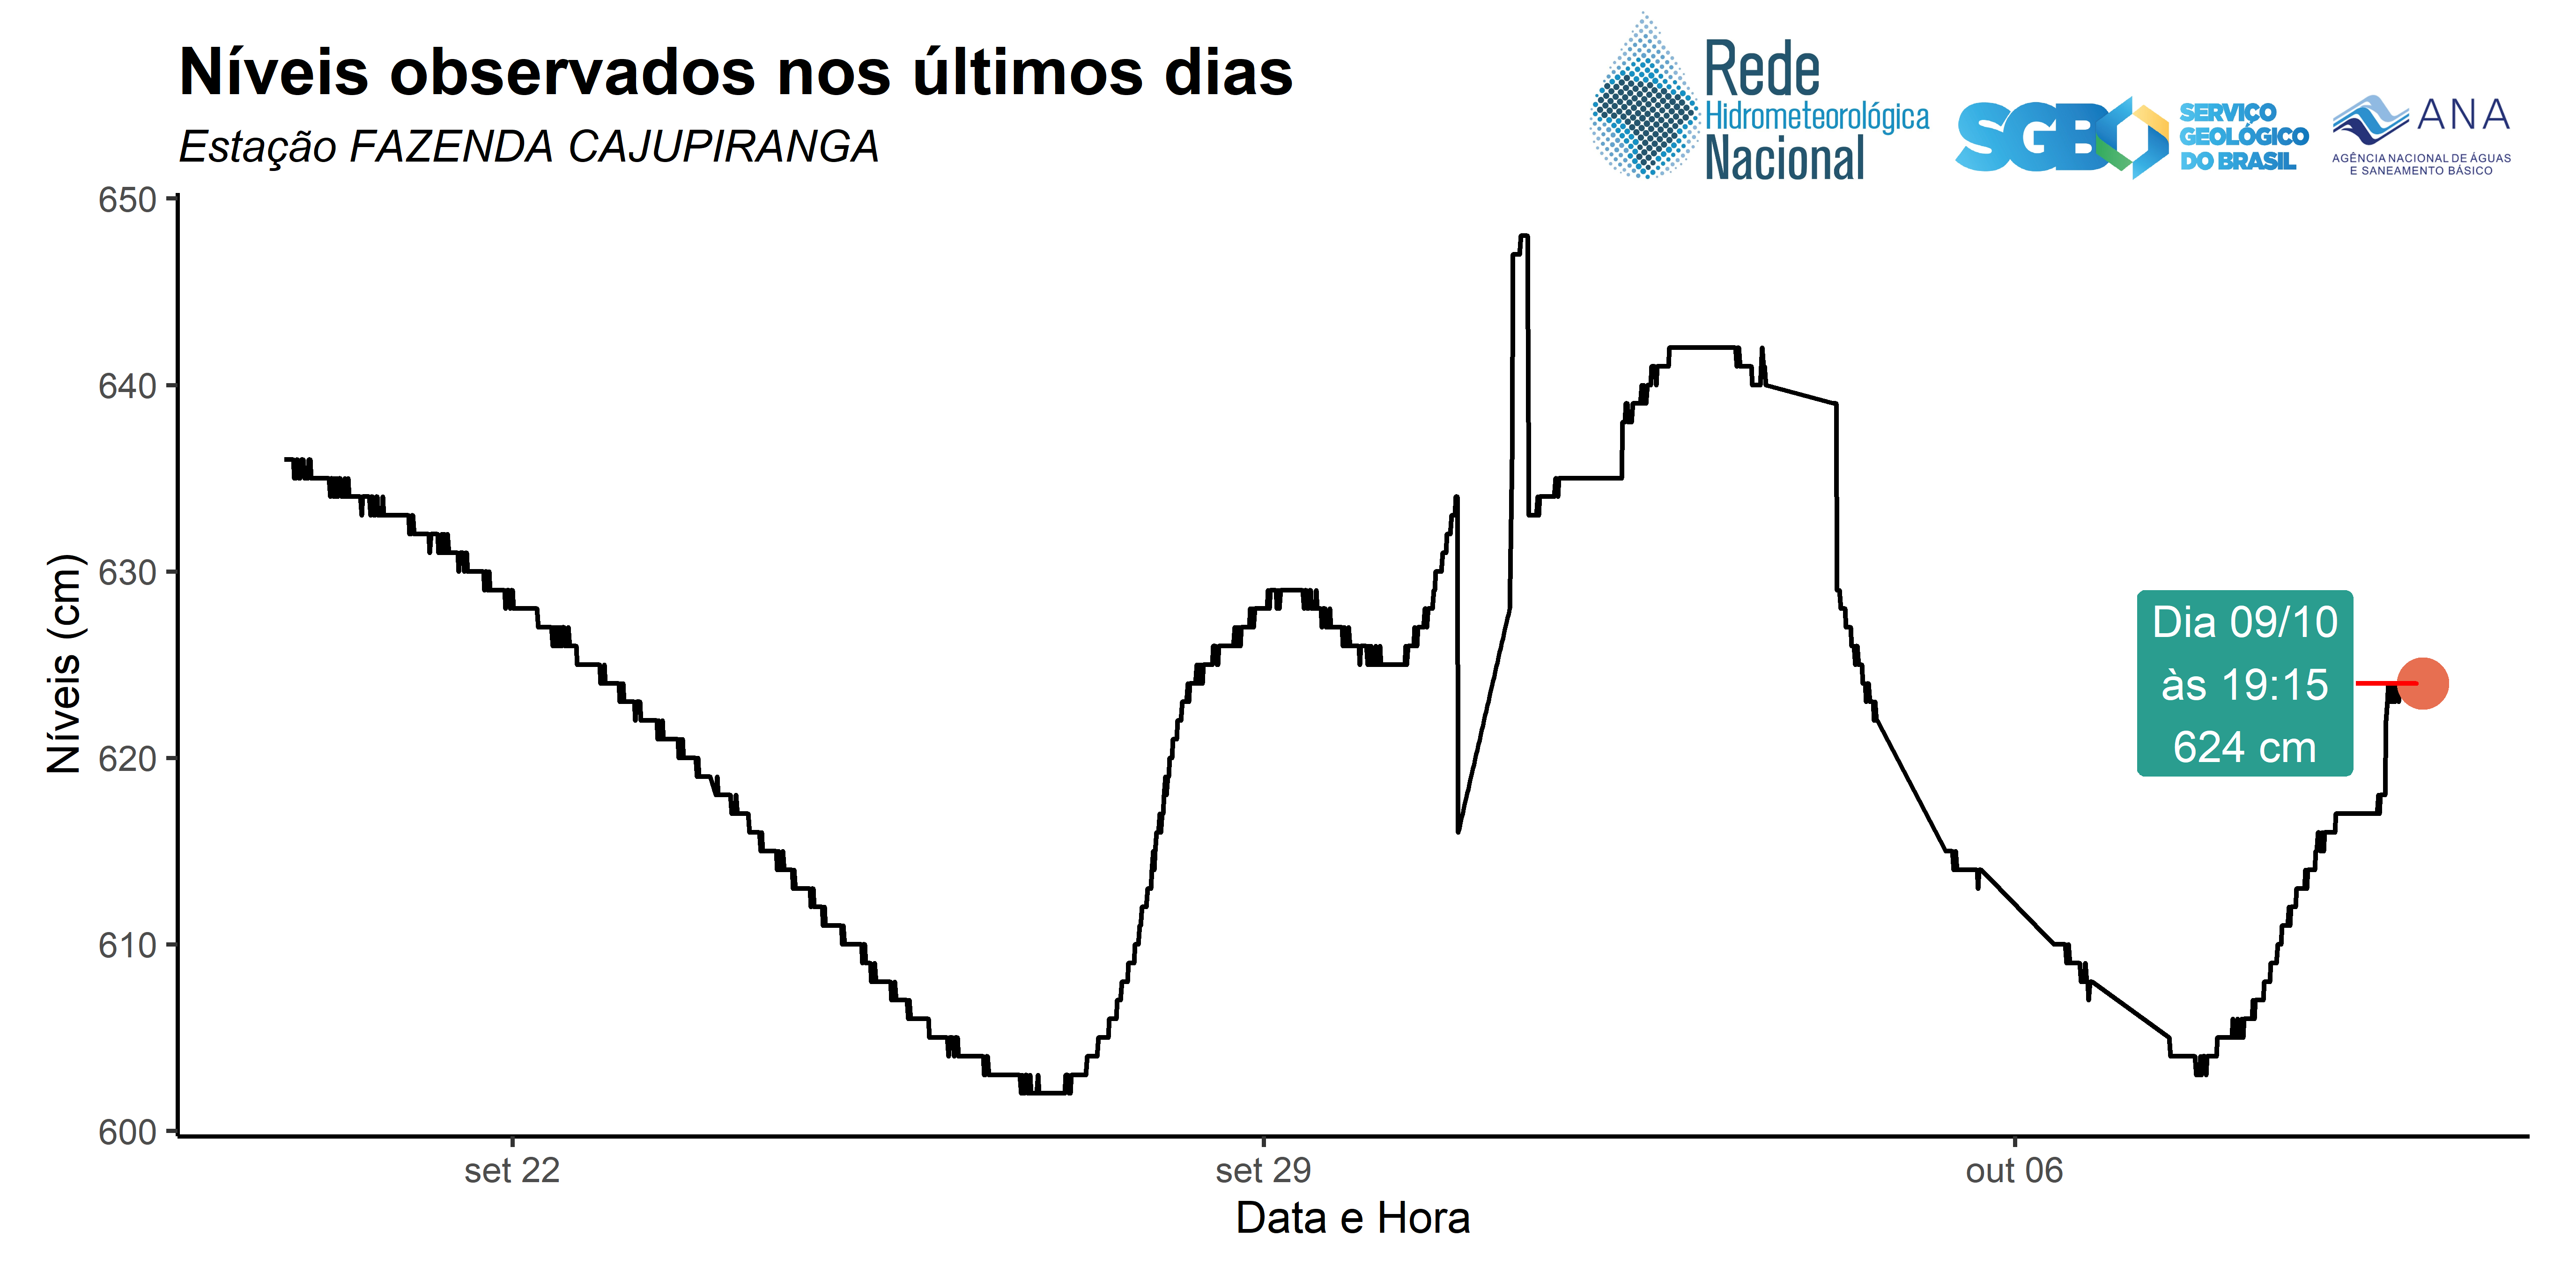 Níveis observados nos últimos dias
Estação FAZENDA CAJUPIRANGA
Rede
Hidrometeorológica
Nacional
SGB
SERVIÇO
GEOLÓGICO
DO BRASIL
ANA
AGÊNCIA NACIONAL DE ÁGUAS
E SANEAMENTO BÁSICO
650
640
630
620
610
600
Níveis (cm)
Dia 09/10
às 19:15
624 cm
set 22
set 29
out 06
Data e Hora